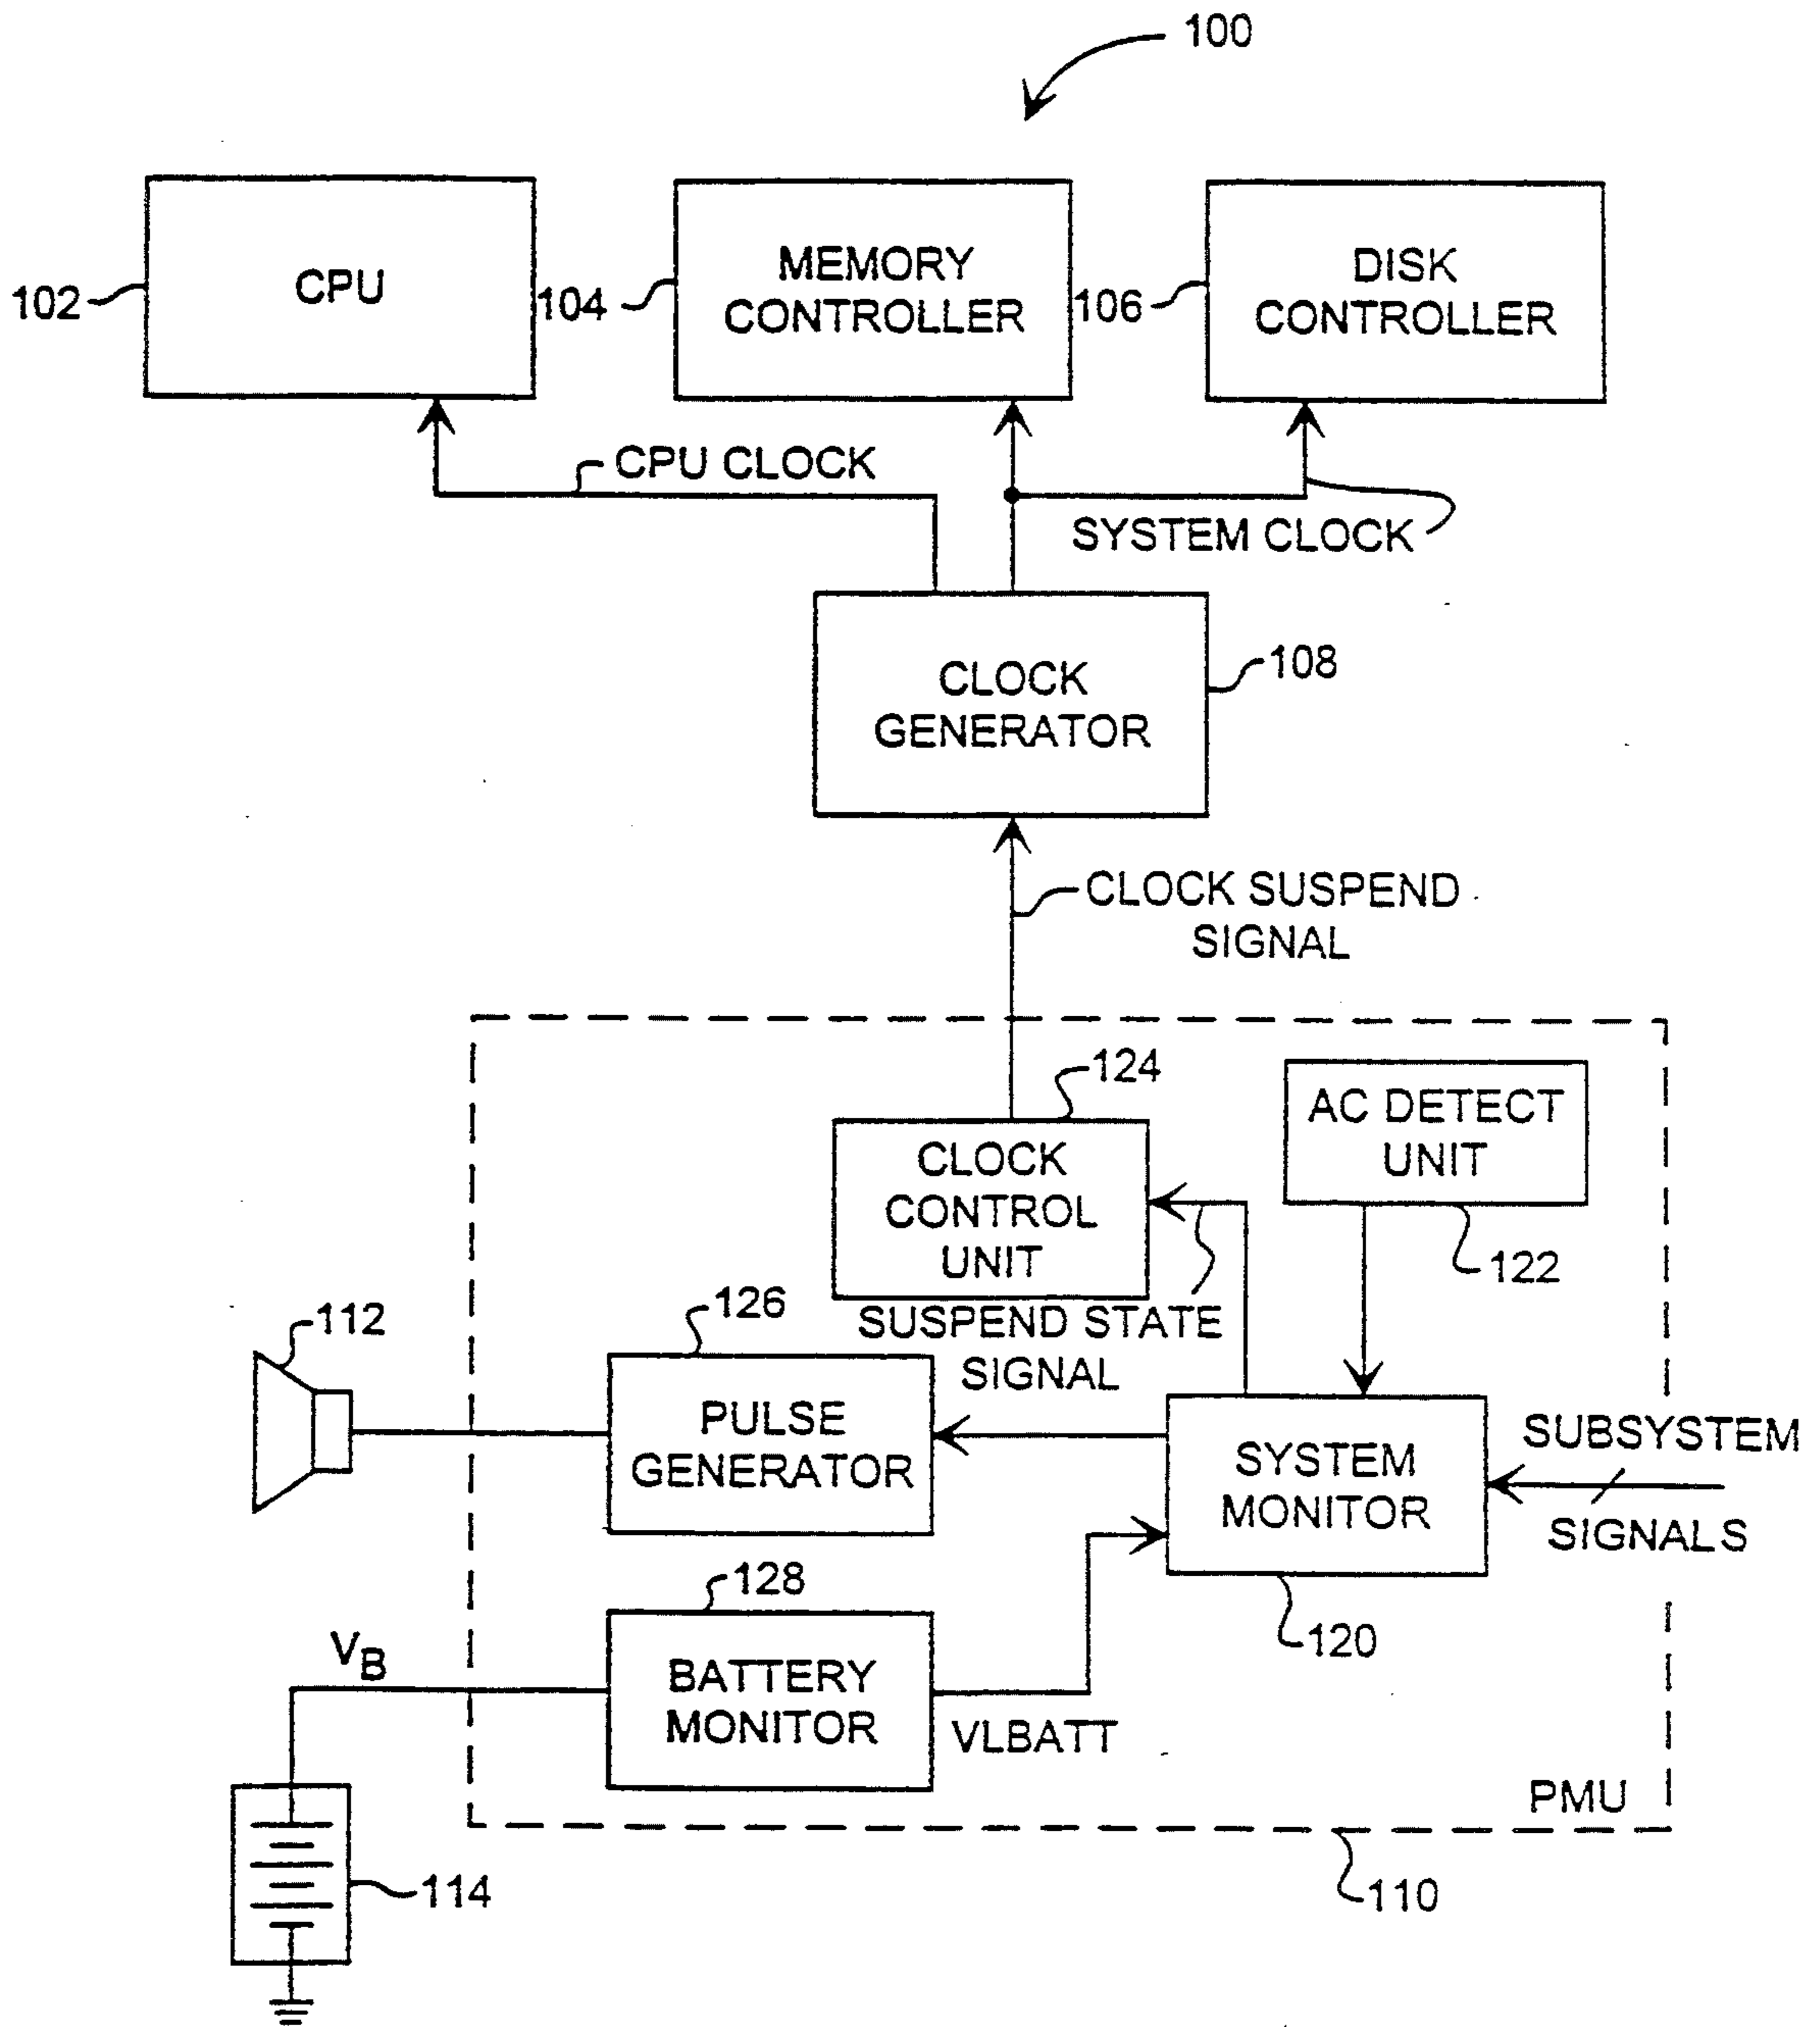 100
CPU
MEMORY
CONTROLLER
DISK
CONTROLLER
102
104
106
CPU CLOCK
SYSTEM CLOCK
CLOCK
GENERATOR
108
CLOCK SUSPEND
SIGNAL
124
AC DETECT
UNIT
CLOCK
CONTROL
UNIT
122
SUSPEND STATE
SIGNAL
126
112
PULSE
GENERATOR
SYSTEM
MONITOR
SUBSYSTEM
SIGNALS
128
120
VB
BATTERY
MONITOR
VLBATT
PMU
114
110